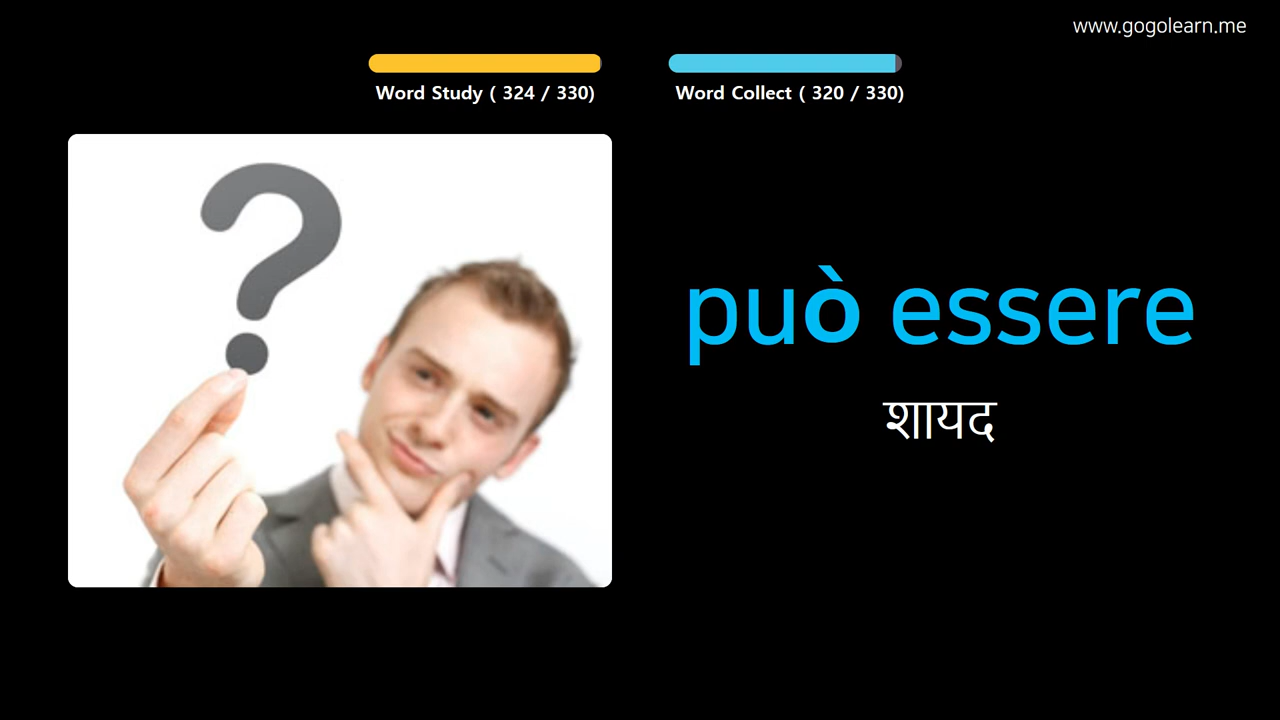 www.gogolearn.me
Word Study ( 324 / 330)
Word Collect ( 320 / 330)
?
può essere
शायद